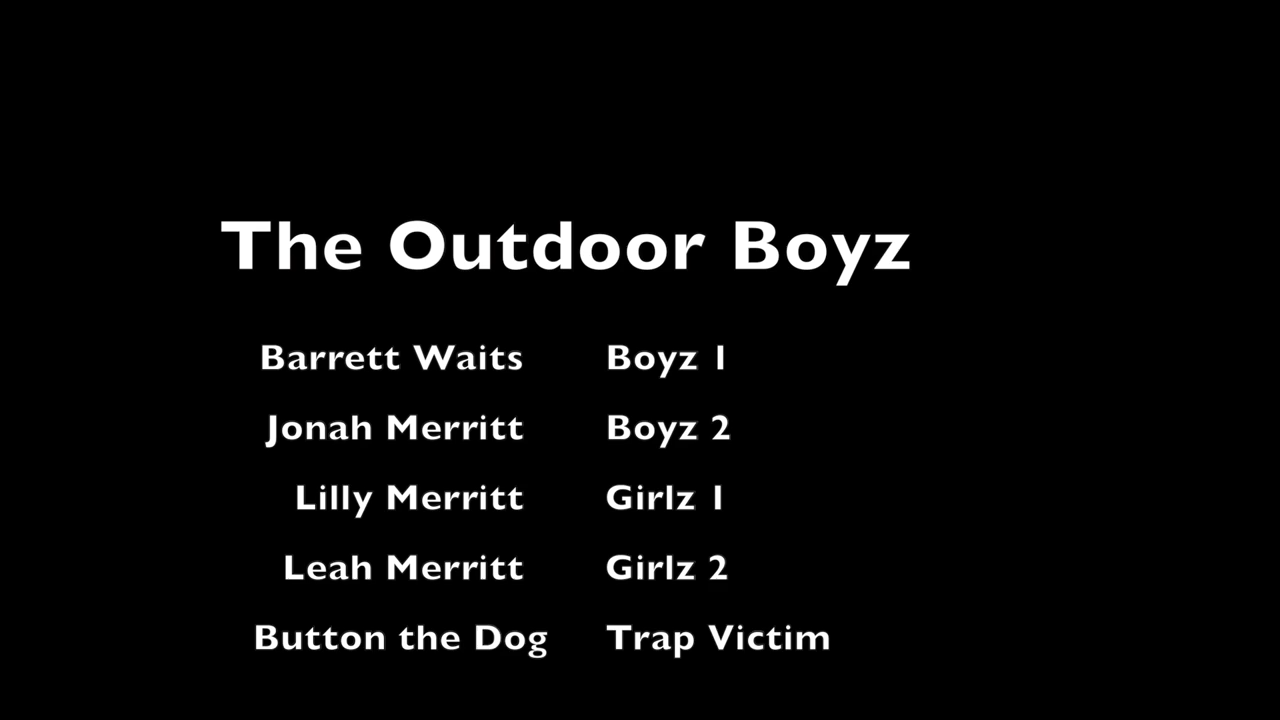 The Outdoor Boyz
Barrett Waits Boyz 1
Jonah Merritt Boyz 2
Lilly Merritt Girlz 1
Leah Merritt Girlz 2
Button the Dog Trap Victim